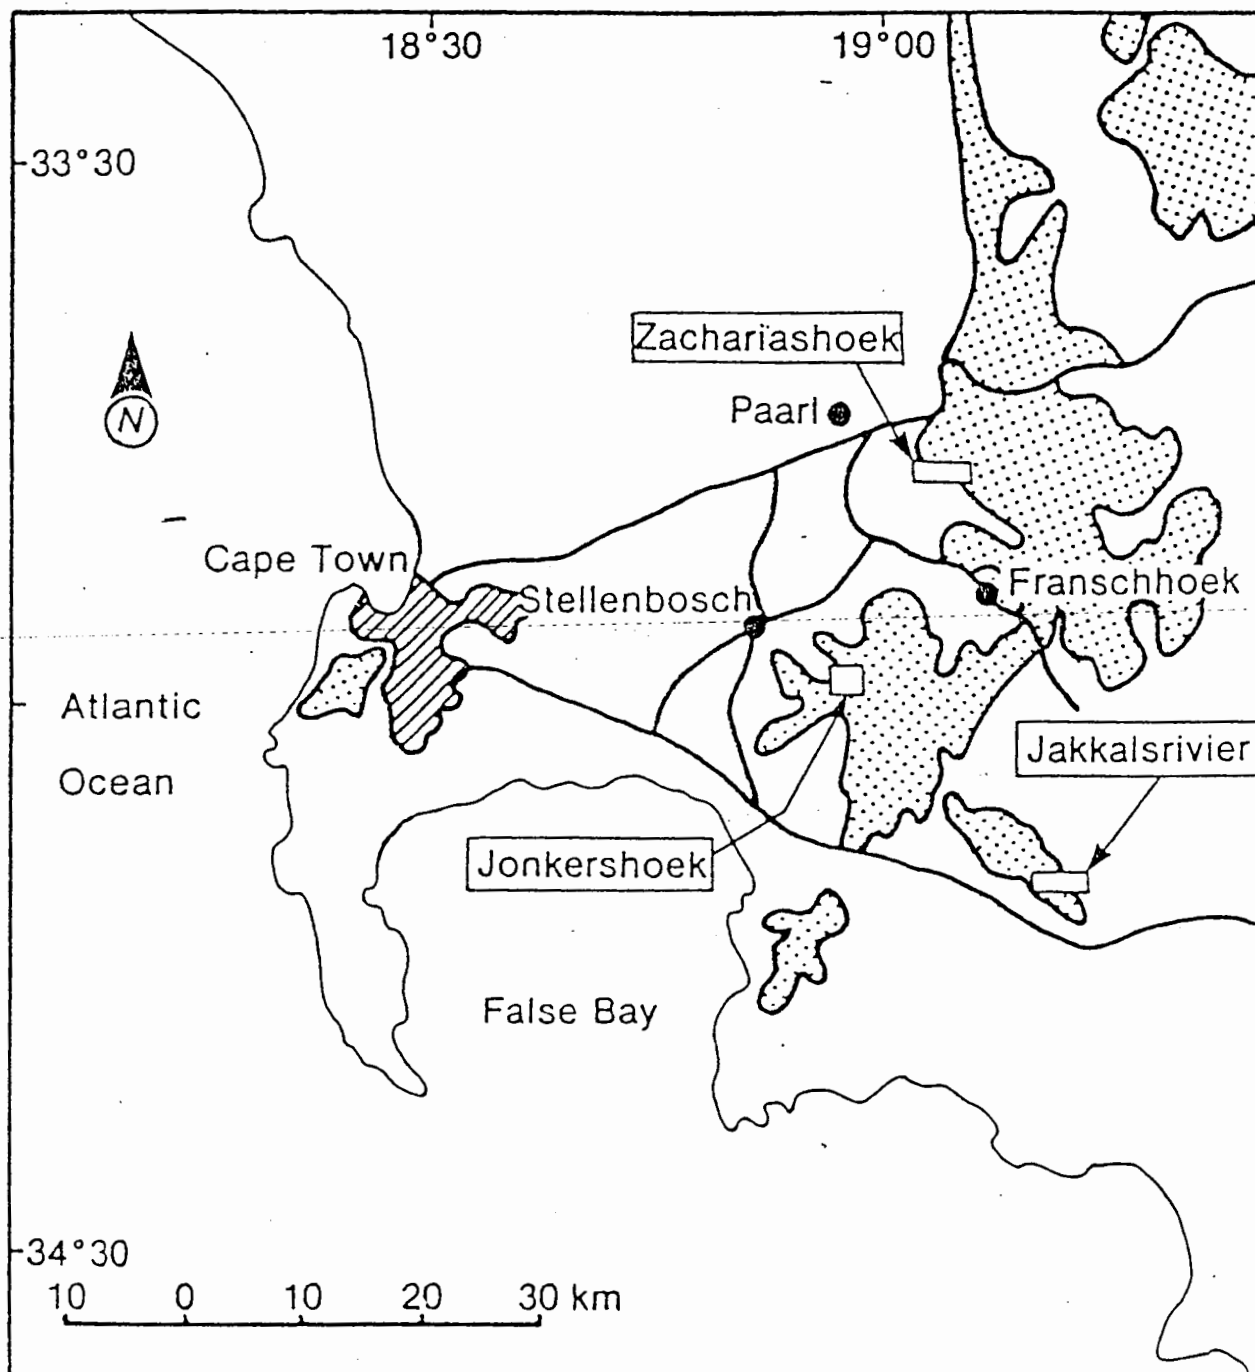 18°30
19°00
33°30
Zachariashoek
Paarl
N
Cape Town
Stellenbosch
Franschhoek
Atlantic
Ocean
Jakkalsrivier
Jonkershoek
False Bay
34°30
10 0 10 20 30 km